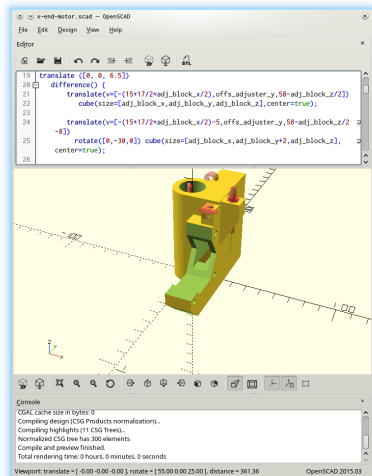 x-end-motor.scad — OpenSCAD
File Edit Design View Help
Editor
STL
19 translate ([0, 0, 6.5])
20 difference() {
21 translate(v=[-(15+17/2+adj_block_x/2),offs_adjuster_y,58-adj_block_z/2])
22 cube(size=[adj_block_x,adj_block_y,adj_block_z],center=true);
23
24 translate(v=[-(15+17/2+adj_block_x/2)-5,offs_adjuster_y,58-adj_block_z/2
-8])
25 rotate([0,-30,0]) cube(size=[adj_block_x,adj_block_y+2,adj_block_z],
center=true);
26
100
100
z
x
Console
CGAL cache size in bytes: 0
Compiling design (CSG Products normalization)...
Compiling highlights (11 CSG Trees)...
Normalized CSG tree has 300 elements
Compile and preview finished.
Total rendering time: 0 hours, 0 minutes, 0 seconds
Viewport: translate = [ -0.00 -0.00 -0.00 ], rotate = [ 55.00 0.00 25.00 ], distance = 361.36 OpenSCAD 2015.03